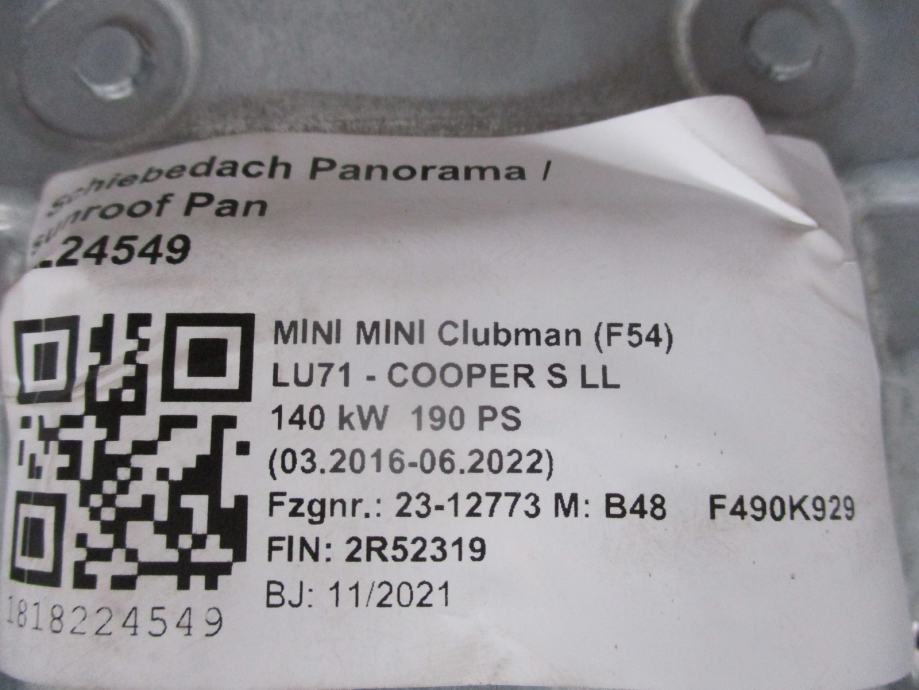 Schiebedach Panorama /
sunroof Pan
224549
MINI MINI Clubman (F54)
LU71 - COOPER S LL
140 kW 190 PS
(03.2016-06.2022)
Fzgnr.: 23-12773 M: B48 F490K929
FIN: 2R52319
BJ: 11/2021
1818224549